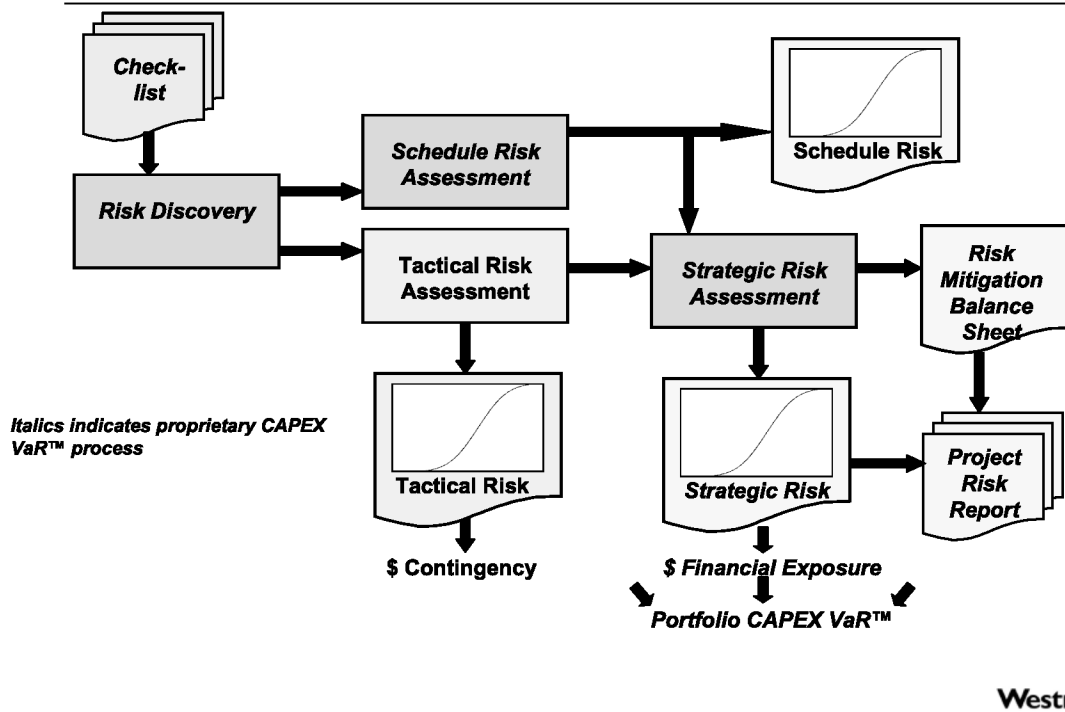 Check-
list
Schedule Risk
Assessment
Schedule Risk
Risk Discovery
Tactical Risk
Assessment
Strategic Risk
Assessment
Risk
Mitigation
Balance
Sheet
Italics indicates proprietary CAPEX
VaR™ process
Tactical Risk
Strategic Risk
Project
Risk
Report
$ Contingency
$ Financial Exposure
Portfolio CAPEX VaR™